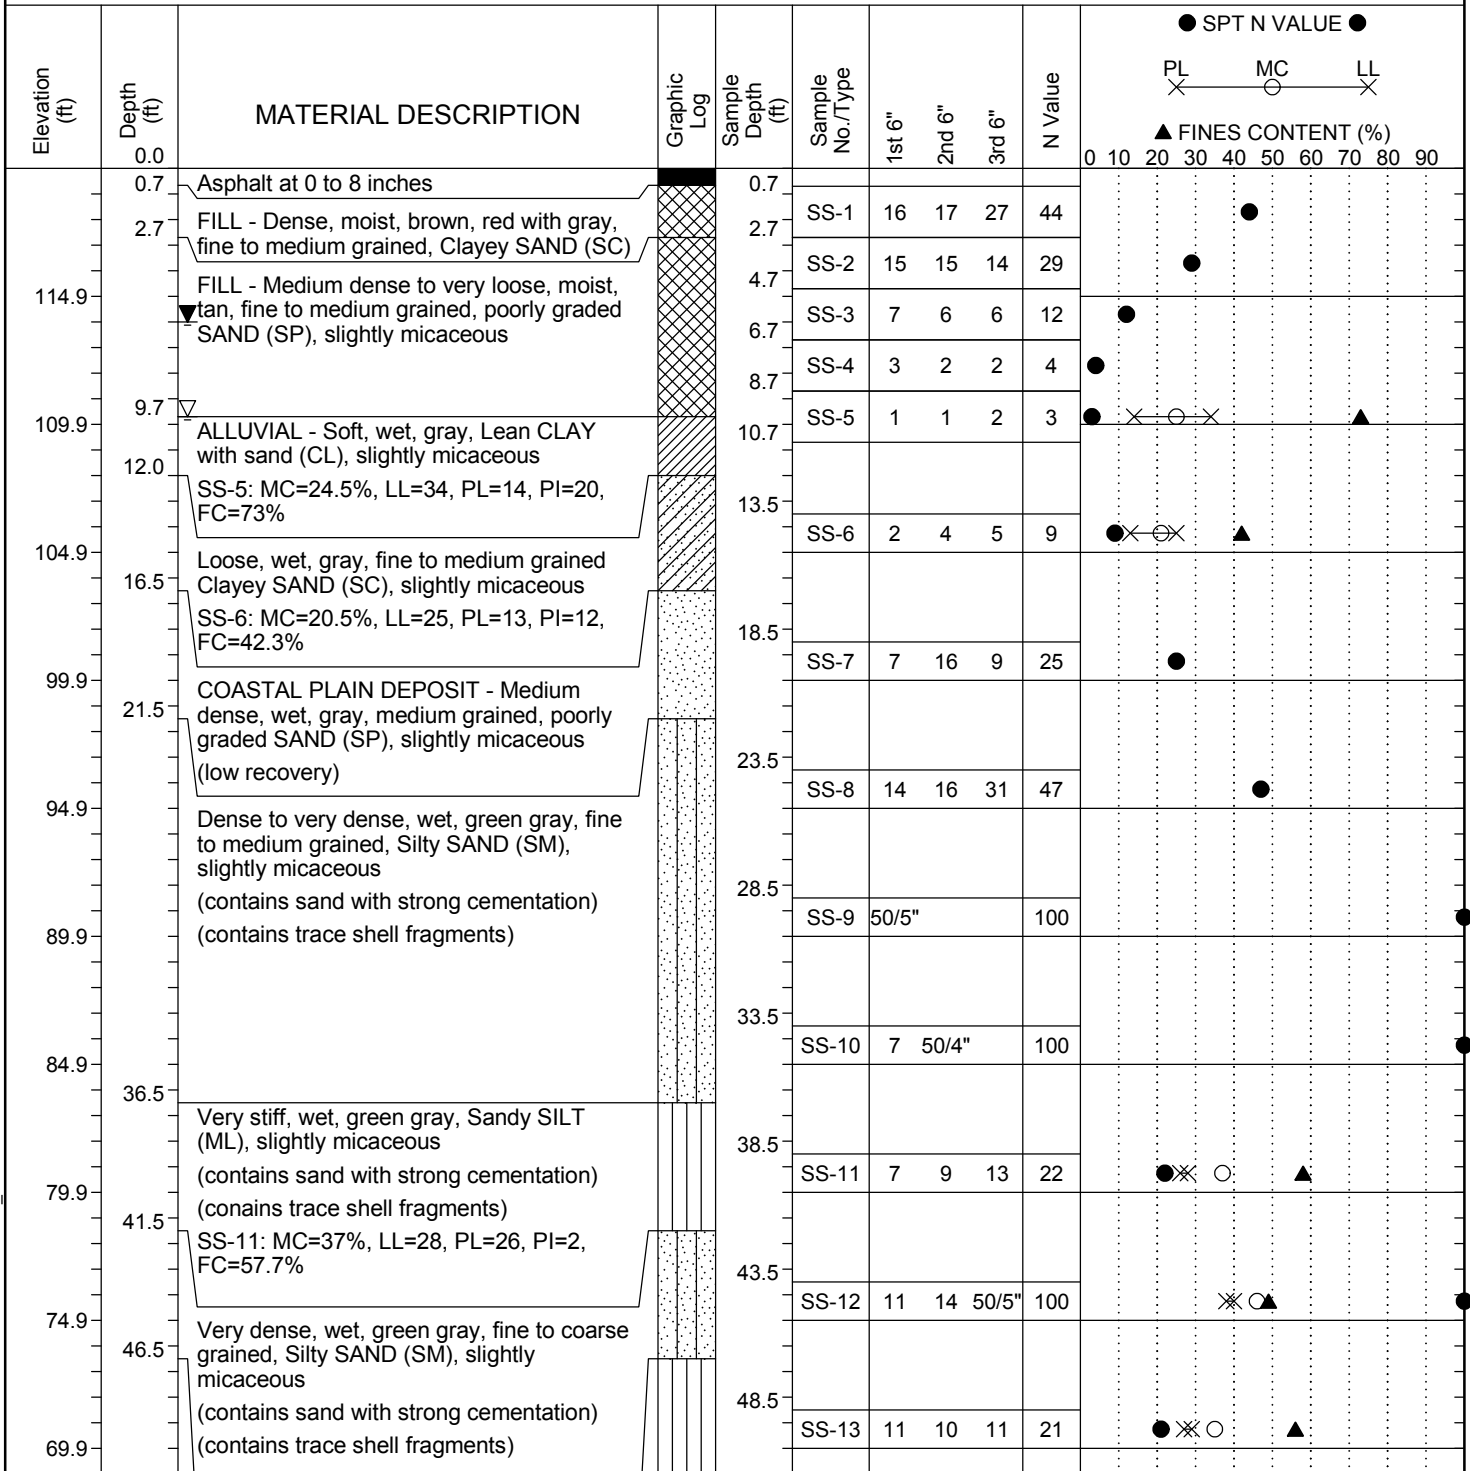 ● SPT N VALUE ●
PL MC LL
▲ FINES CONTENT (%)
Elevation (ft)
Depth (ft)
MATERIAL DESCRIPTION
Graphic Log
Sample Depth (ft)
Sample No./Type
1st 6"
2nd 6"
3rd 6"
N Value
0.0
0 10 20 30 40 50 60 70 80 90
0.7 Asphalt at 0 to 8 inches 0.7
FILL - Dense, moist, brown, red with gray,
SS-1 16 17 27 44
2.7 2.7
fine to medium grained, Clayey SAND (SC)
SS-2 15 15 14 29
4.7
FILL - Medium dense to very loose, moist,
114.9
tan, fine to medium grained, poorly graded
SS-3 7 6 6 12
6.7
SAND (SP), slightly micaceous
SS-4 3 2 2 4
8.7
9.7
SS-5 1 1 2 3
109.9
10.7
ALLUVIAL - Soft, wet, gray, Lean CLAY
with sand (CL), slightly micaceous
12.0
SS-5: MC=24.5%, LL=34, PL=14, PI=20,
13.5
FC=73%
SS-6 2 4 5 9
104.9
Loose, wet, gray, fine to medium grained
16.5
Clayey SAND (SC), slightly micaceous
SS-6: MC=20.5%, LL=25, PL=13, PI=12,
18.5
FC=42.3%
SS-7 7 16 9 25
99.9
COASTAL PLAIN DEPOSIT - Medium
21.5
dense, wet, gray, medium grained, poorly
graded SAND (SP), slightly micaceous
23.5
(low recovery)
SS-8 14 16 31 47
94.9
Dense to very dense, wet, green gray, fine
to medium grained, Silty SAND (SM),
slightly micaceous
28.5
(contains sand with strong cementation)
SS-9 50/5" 100
89.9
(contains trace shell fragments)
33.5
SS-10 7 50/4" 100
84.9
36.5
Very stiff, wet, green gray, Sandy SILT
(ML), slightly micaceous
38.5
(contains sand with strong cementation)
SS-11 7 9 13 22
79.9
(conains trace shell fragments)
41.5
SS-11: MC=37%, LL=28, PL=26, PI=2,
FC=57.7%
43.5
SS-12 11 14 50/5" 100
74.9
Very dense, wet, green gray, fine to coarse
46.5
grained, Silty SAND (SM), slightly
micaceous
48.5
(contains sand with strong cementation)
SS-13 11 10 11 21
69.9
(contains trace shell fragments)